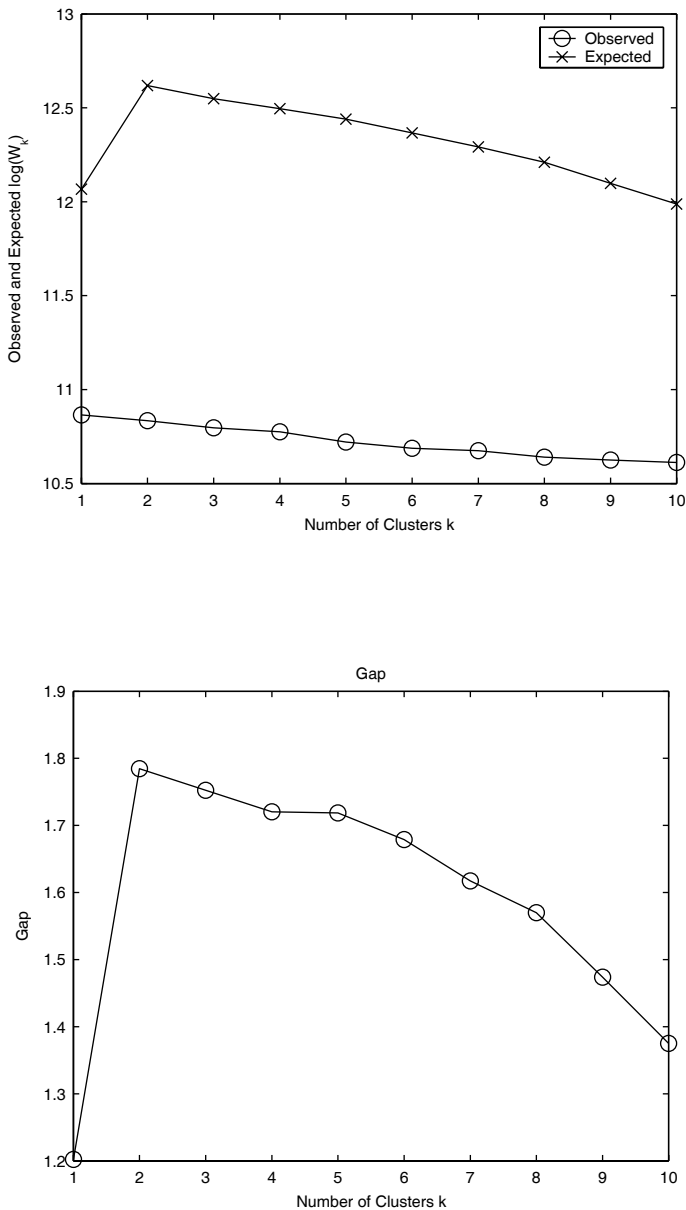 13
12.5
12
11.5
11
10.5
Observed and Expected log(W_k)
Observed
Expected
1 2 3 4 5 6 7 8 9 10
Number of Clusters k
Gap
1.9
1.8
1.7
1.6
1.5
1.4
1.3
1.2
Gap
1 2 3 4 5 6 7 8 9 10
Number of Clusters k